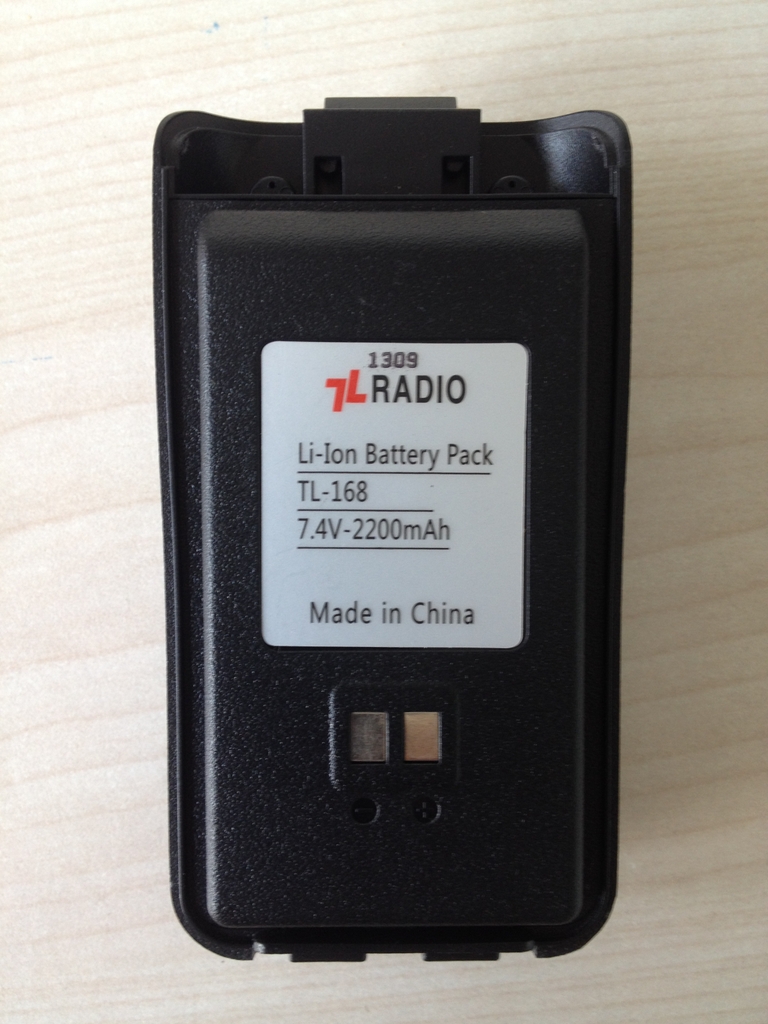 1309
TL RADIO
Li-Ion Battery Pack
TL-168
7.4V-2200mAh
Made in China
- +